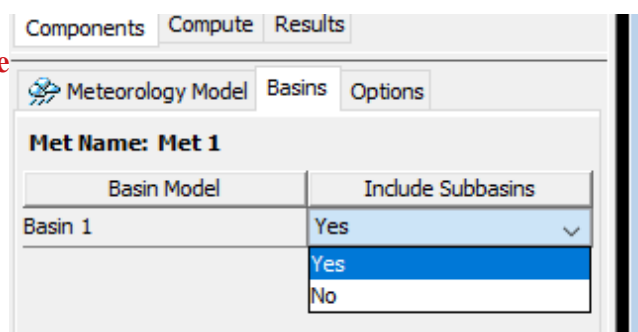 Components Compute Results
e
Meteorology Model Basins Options
Met Name: Met 1
Basin Model Include Subbasins
Basin 1 Yes
Yes
No